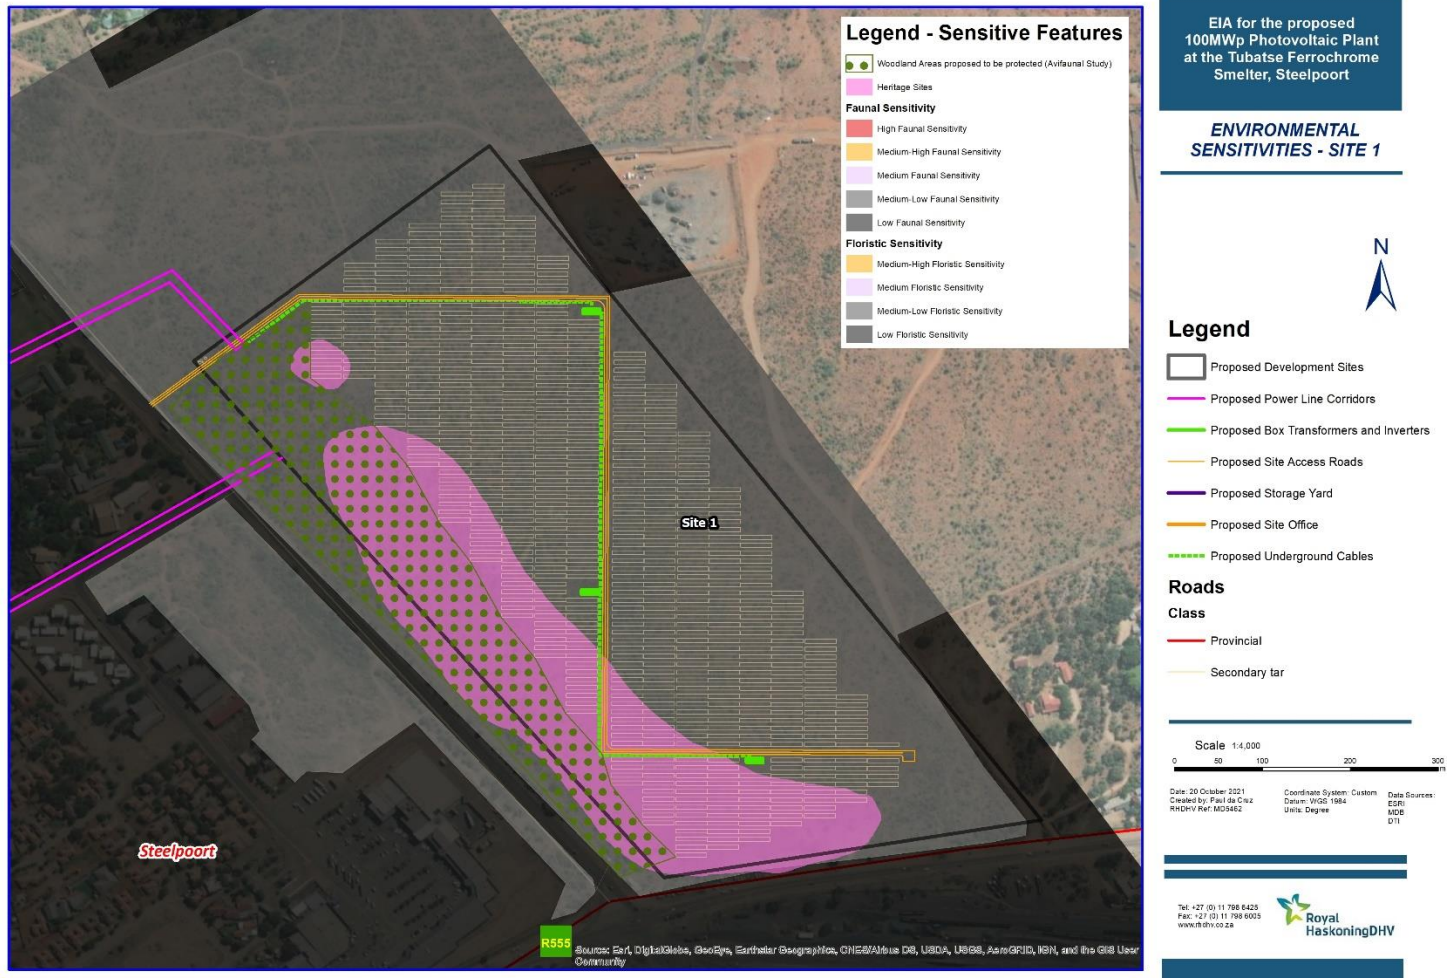 Legend - Sensitive Features
Woodland Areas proposed to be protected (Avifaunal Study)
Heritage Sites
Faunal Sensitivity
High Faunal Sensitivity
Medium-High Faunal Sensitivity
Medium Faunal Sensitivity
Medium-Low Faunal Sensitivity
Low Faunal Sensitivity
Floristic Sensitivity
Medium-High Floristic Sensitivity
Medium Floristic Sensitivity
Medium-Low Floristic Sensitivity
Low Floristic Sensitivity
Site 1
Steelpoort
R555
Source: Esri, DigitalGlobe, GeoEye, Earthstar Geographics, CNES/Airbus DS, USDA, USGS, AeroGRID, IGN, and the GIS User
Community
EIA for the proposed
100MWp Photovoltaic Plant
at the Tubatse Ferrochrome
Smelter, Steelpoort
ENVIRONMENTAL
SENSITIVITIES - SITE 1
N
Legend
Proposed Development Sites
Proposed Power Line Corridors
Proposed Box Transformers and Inverters
Proposed Site Access Roads
Proposed Storage Yard
Proposed Site Office
Proposed Underground Cables
Roads
Class
Provincial
Secondary tar
Scale 1:4,000
0 50 100 200 300
m
Date: 20 October 2021
Created by: Paul da Cruz
RHDHV Ref: MD5462
Coordinate System: Custom
Datum: WGS 1984
Units: Degree
Data Sources:
ESRI
MDB
DTI
Tel: +27 (0) 11 798 6425
Fax: +27 (0) 11 798 6005
www.rhdhv.co.za
Royal
HaskoningDHV